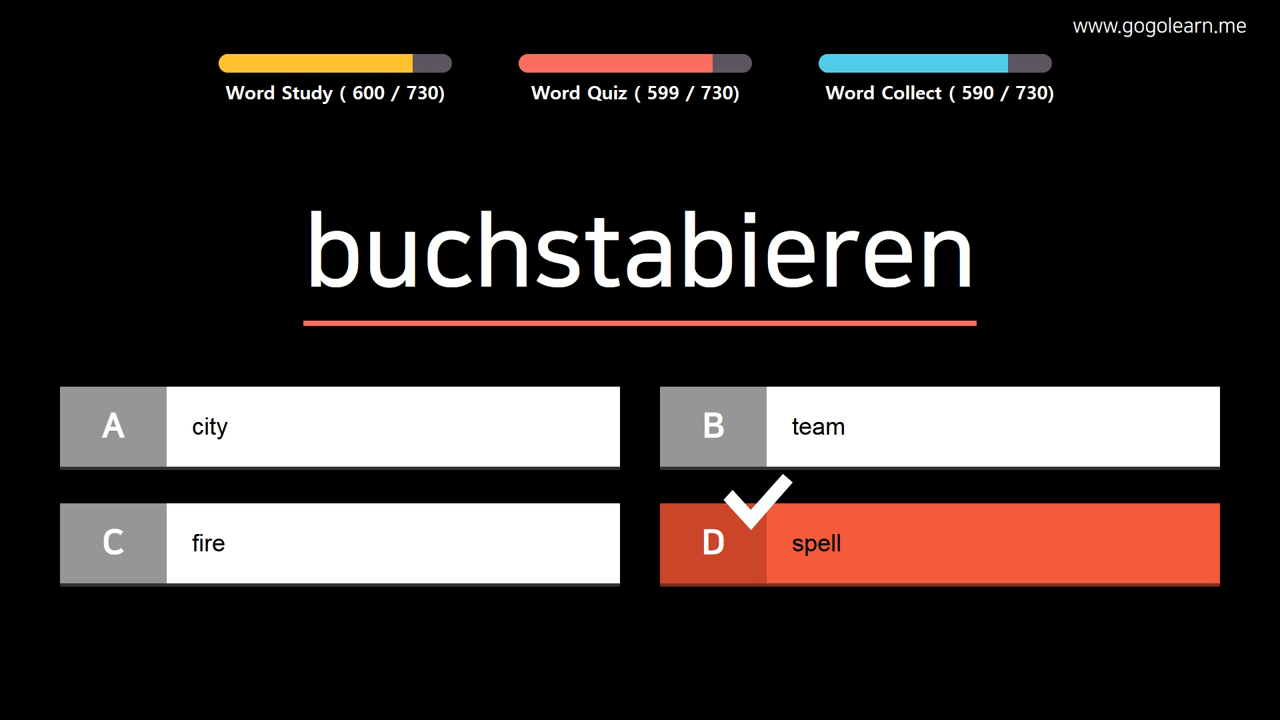 www.gogolearn.me
Word Study ( 600 / 730)
Word Quiz ( 599 / 730)
Word Collect ( 590 / 730)
buchstabieren
A city
B team
C fire
D spell